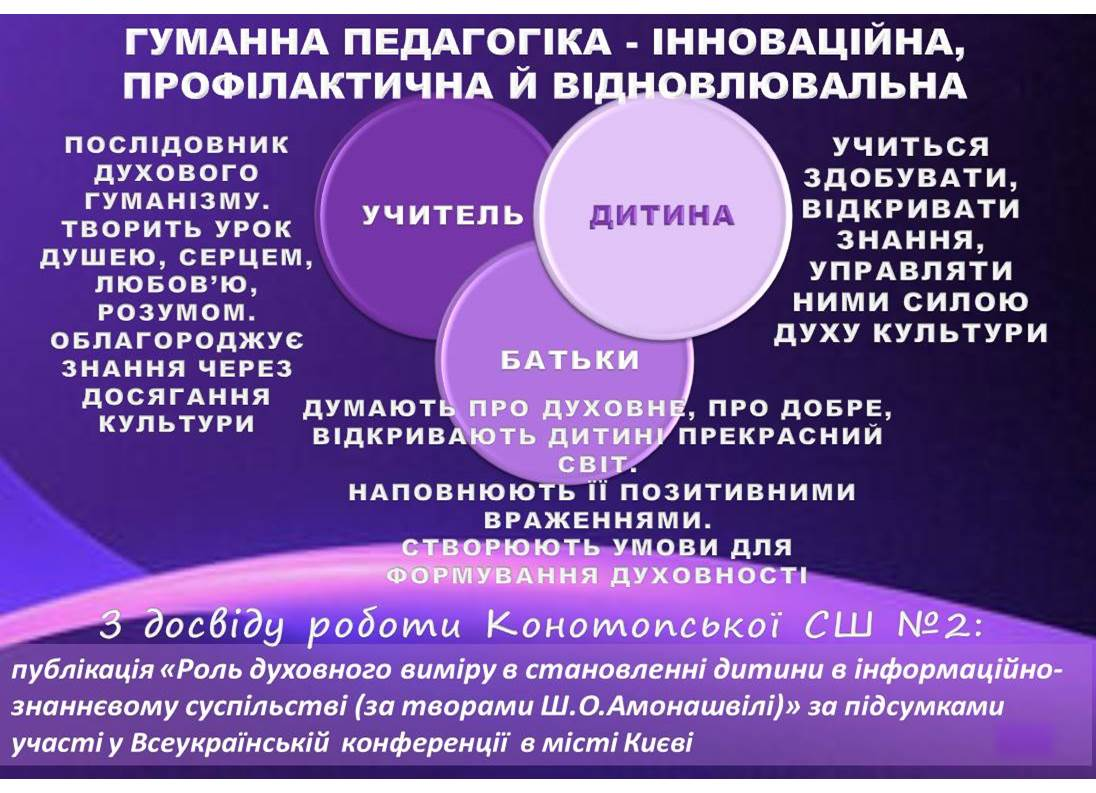 ГУМАННА ПЕДАГОГІКА - ІННОВАЦІЙНА,
ПРОФІЛАКТИЧНА Й ВІДНОВЛЮВАЛЬНА
ПОСЛІДОВНИК
ДУХОВОГО
ГУМАНІЗМУ.
ТВОРИТЬ УРОК
ДУШЕЮ, СЕРЦЕМ,
ЛЮБОВ’Ю,
РОЗУМОМ.
ОБЛАГОРОДЖУЄ
ЗНАННЯ ЧЕРЕЗ
ДОСЯГАННЯ
КУЛЬТУРИ
УЧИТЕЛЬ
ДИТИНА
УЧИТЬСЯ
ЗДОБУВАТИ,
ВІДКРИВАТИ
ЗНАННЯ,
УПРАВЛЯТИ
НИМИ СИЛОЮ
ДУХУ КУЛЬТУРИ
БАТЬКИ
ДУМАЮТЬ ПРО ДУХОВНЕ, ПРО ДОБРЕ,
ВІДКРИВАЮТЬ ДИТИНІ ПРЕКРАСНИЙ
СВІТ.
НАПОВНЮЮТЬ ЇЇ ПОЗИТИВНИМИ
ВРАЖЕННЯМИ.
СТВОРЮЮТЬ УМОВИ ДЛЯ
ФОРМУВАННЯ ДУХОВНОСТІ
З досвіду роботи Конотопської СШ №2:
публікація «Роль духовного виміру в становленні дитини в інформаційно-
знаннєвому суспільстві (за творами Ш.О.Амонашвілі)» за підсумками
участі у Всеукраїнській конференції в місті Києві